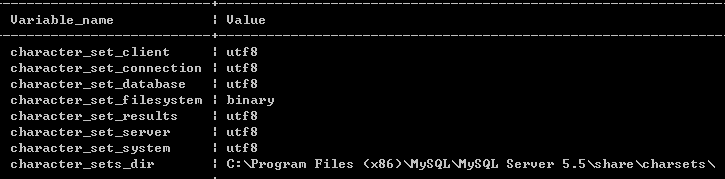 Variable_name | Value
character_set_client | utf8
character_set_connection | utf8
character_set_database | utf8
character_set_filesystem | binary
character_set_results | utf8
character_set_server | utf8
character_set_system | utf8
character_sets_dir | C:\Program Files (x86)\MySQL\MySQL Server 5.5\share\charsets\